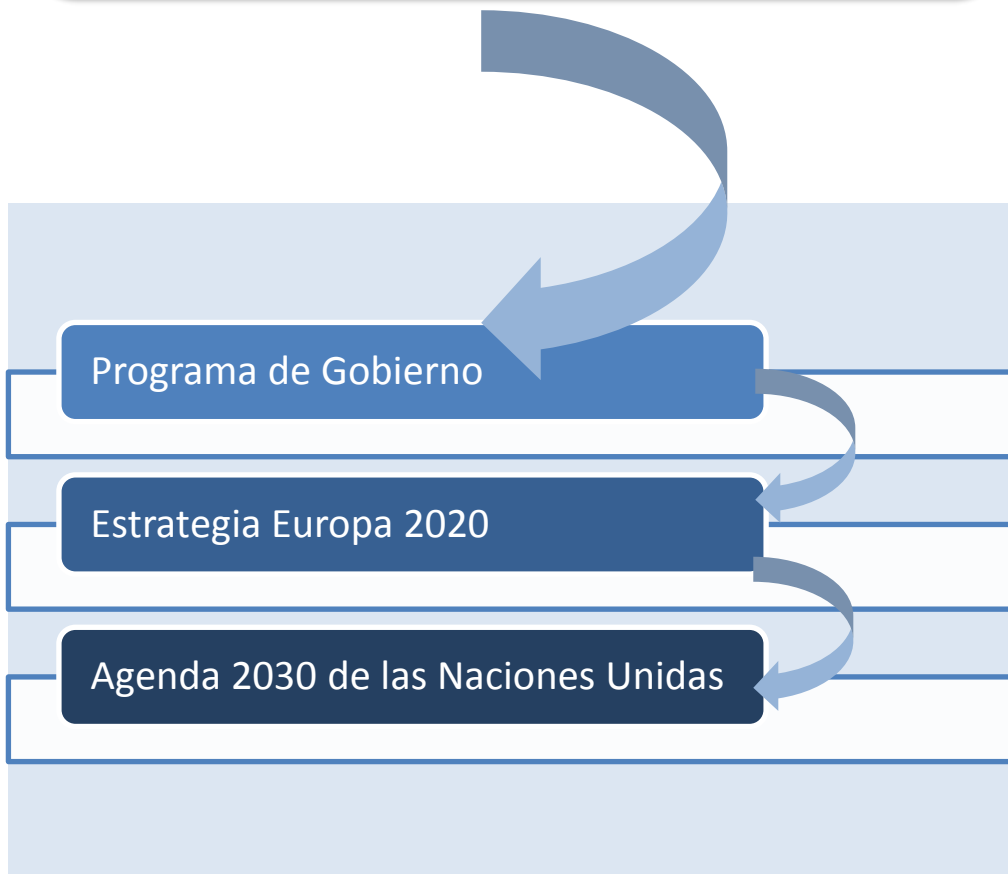 Programa de Gobierno
Estrategia Europa 2020
Agenda 2030 de las Naciones Unidas